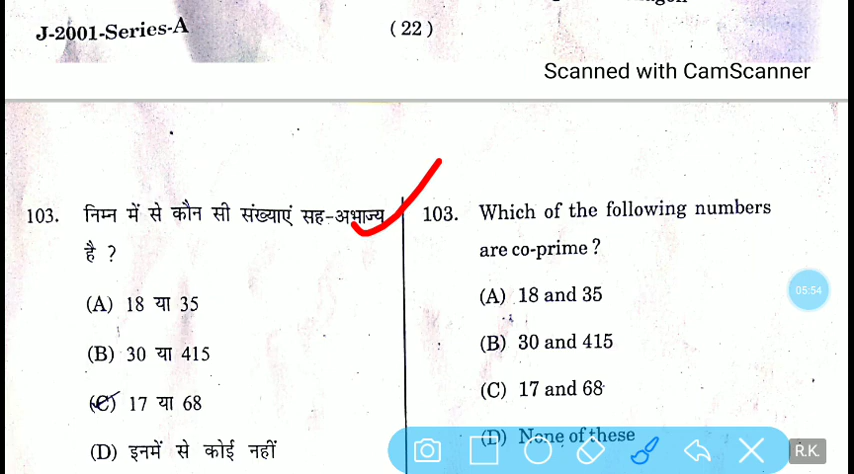 J-2001-Series-A
( 22 )
Scanned with CamScanner
103. निम्न में से कौन सी संख्याएं सह-अभाज्य
है ?
(A) 18 या 35
(B) 30 या 415
(C) 17 या 68
(D) इनमें से कोई नहीं
103. Which of the following numbers
are co-prime ?
(A) 18 and 35
(B) 30 and 415
(C) 17 and 68
(D) None of these
05:54
R.K.